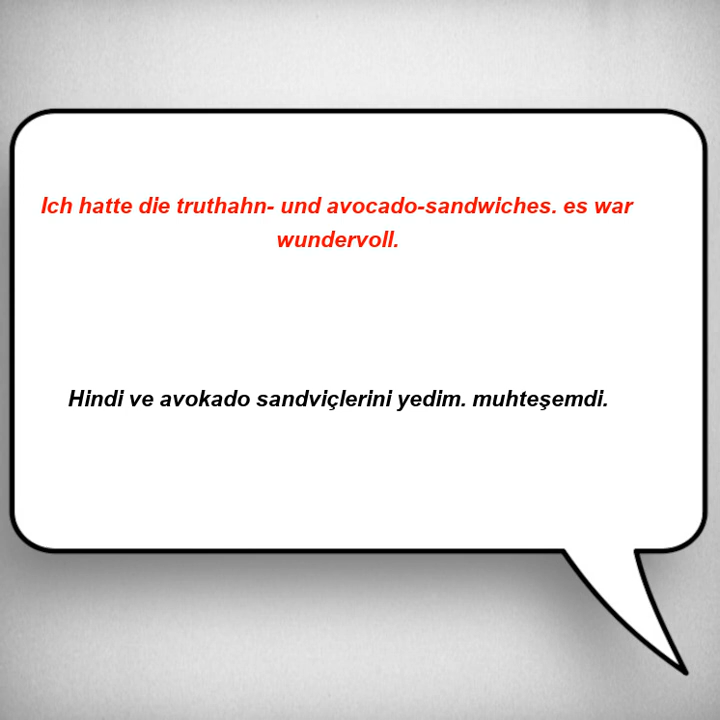 Ich hatte die truthahn- und avocado-sandwiches. es war
wundervoll.
Hindi ve avokado sandviçlerini yedim. muhteşemdi.